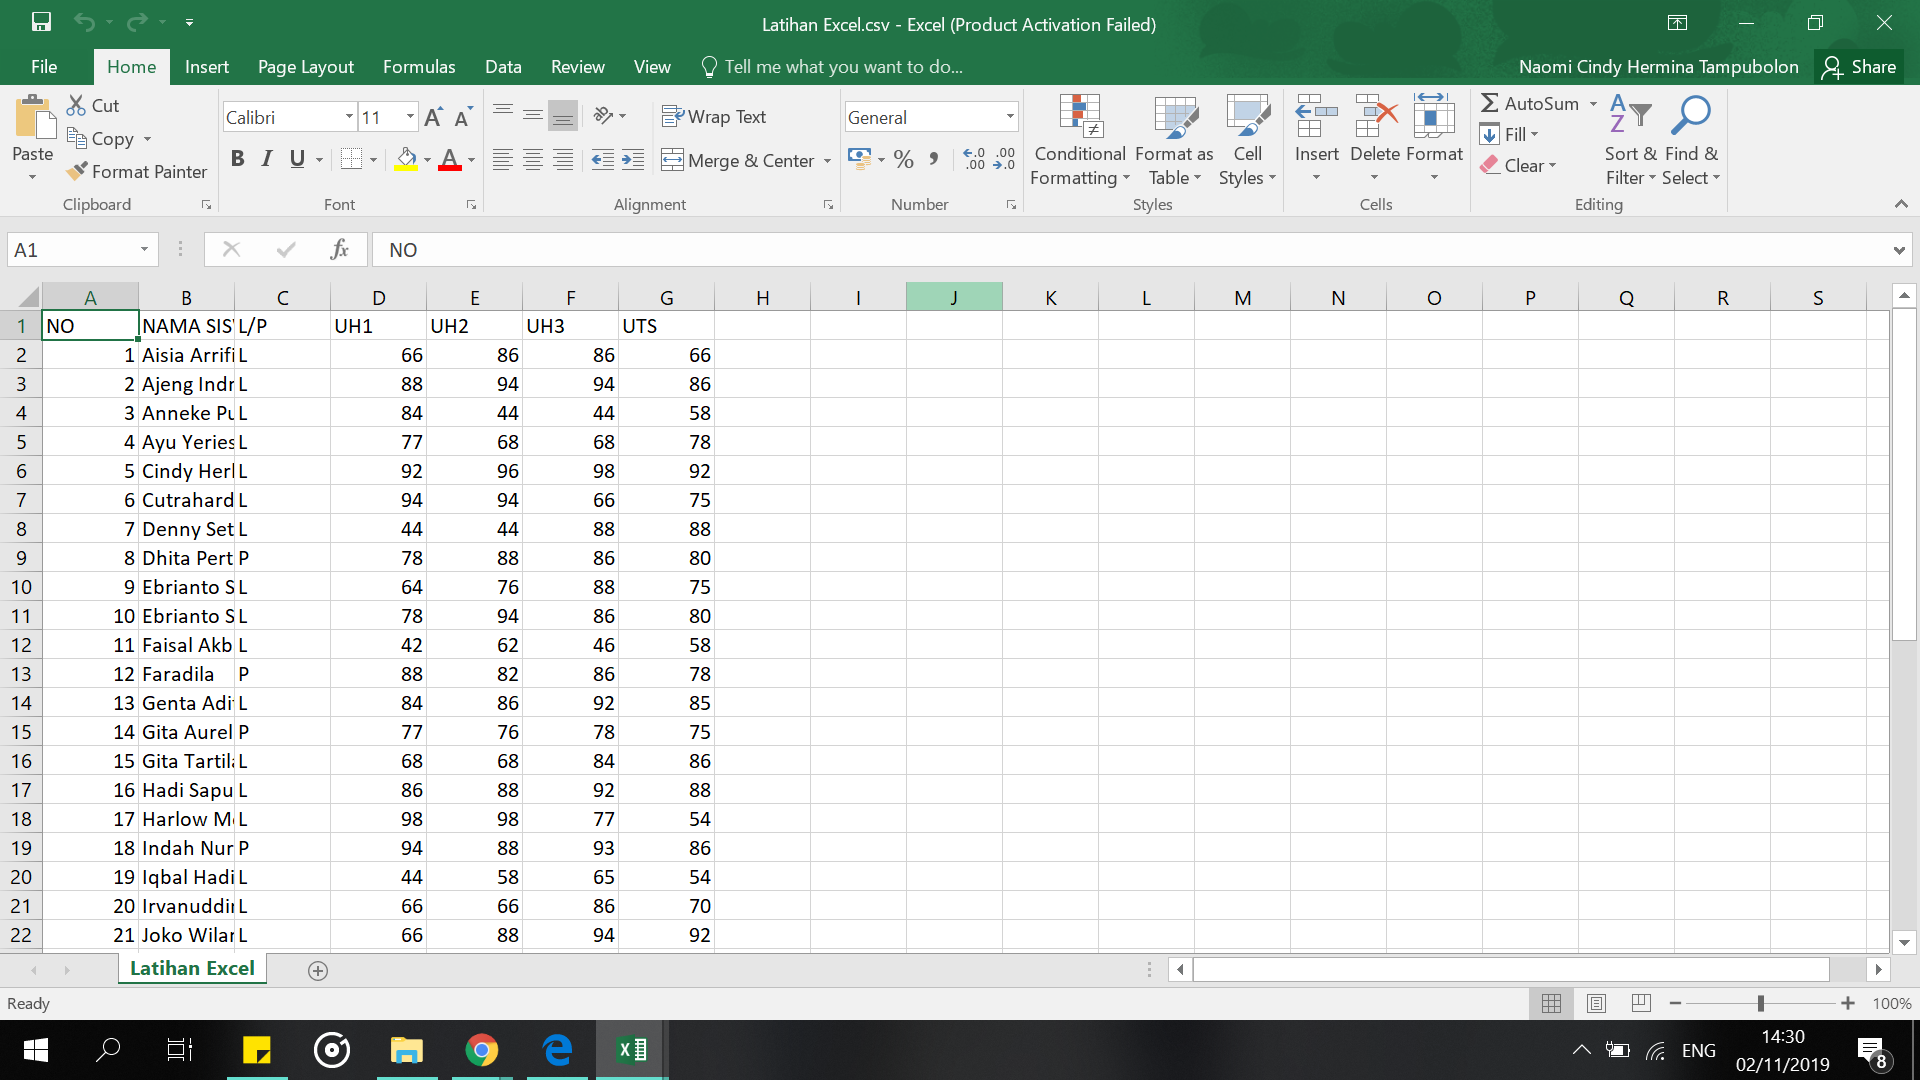 Latihan Excel.csv - Excel (Product Activation Failed)
File Home Insert Page Layout Formulas Data Review View Tell me what you want to do... Naomi Cindy Hermina Tampubolon Share
Paste Cut Copy Format Painter Clipboard
Calibri 11 B I U A Font
Wrap Text Merge & Center Alignment
General % Number
Conditional Formatting Format as Table Cell Styles Styles
Insert Delete Format Cells
AutoSum Fill Clear Sort & Filter Find & Select Editing
A1 fx NO
A B C D E F G H I J K L M N O P Q R S
1 NO NAMA SIS L/P UH1 UH2 UH3 UTS
2 1 Aisia Arrifi L 66 86 86 66
3 2 Ajeng Indr L 88 94 94 86
4 3 Anneke Pu L 84 44 44 58
5 4 Ayu Yeries L 77 68 68 78
6 5 Cindy Herl L 92 96 98 92
7 6 Cutrahard L 94 94 66 75
8 7 Denny Set L 44 44 88 88
9 8 Dhita Pert P 78 88 86 80
10 9 Ebrianto S L 64 76 88 75
11 10 Ebrianto S L 78 94 86 80
12 11 Faisal Akb L 42 62 46 58
13 12 Faradila P 88 82 86 78
14 13 Genta Adi L 84 86 92 85
15 14 Gita Aurel P 77 76 78 75
16 15 Gita Tartil L 68 68 84 86
17 16 Hadi Sapu L 86 88 92 88
18 17 Harlow M L 98 98 77 54
19 18 Indah Nur P 94 88 93 86
20 19 Iqbal Hadi L 44 58 65 54
21 20 Irvanuddi L 66 66 86 70
22 21 Joko Wilar L 66 88 94 92
Latihan Excel
Ready 100%
ENG 14:30
02/11/2019 8